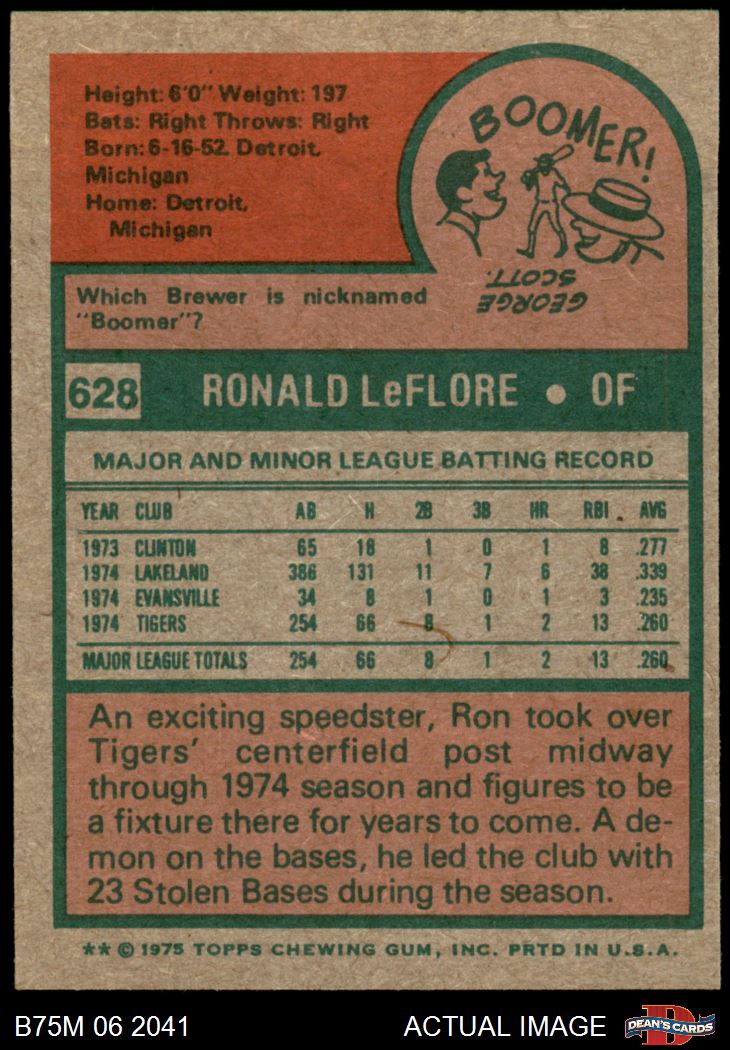 Height: 6'0" Weight: 197
Bats: Right Throws: Right
Born: 6-16-52. Detroit,
Michigan
Home: Detroit,
Michigan
BOOMER!
GEORGE
SCOTT.
Which Brewer is nicknamed
"Boomer"?
628 RONALD LeFLORE • OF
MAJOR AND MINOR LEAGUE BATTING RECORD
YEAR CLUB AB H 2B 3B HR RBI . AVG
1973 CLINTON 65 18 1 0 1 8 .277
1974 LAKELAND 386 131 11 7 6 38 .339
1974 EVANSVILLE 34 8 1 0 1 3 .235
1974 TIGERS 254 66 8 1 2 13 .260
MAJOR LEAGUE TOTALS 254 66 8 1 2 13 .260
An exciting speedster, Ron took over
Tigers' centerfield post midway
through 1974 season and figures to be
a fixture there for years to come. A de-
mon on the bases, he led the club with
23 Stolen Bases during the season.
** © 1975 TOPPS CHEWING GUM, INC. PRTD IN U.S.A.
B75M 06 2041 ACTUAL IMAGE D DEAN'S CARDS